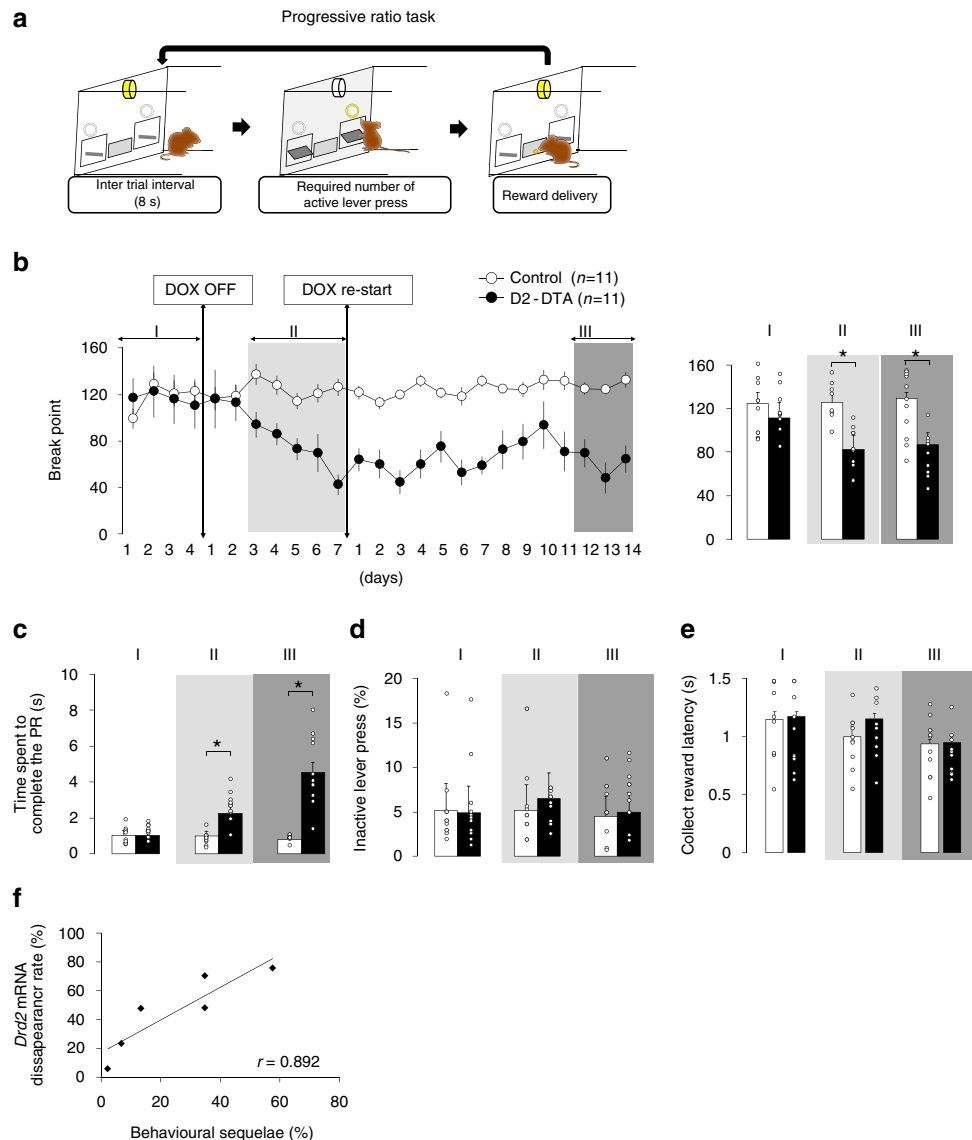 a
Progressive ratio task
Inter trial interval
(8 s)
Required number of
active lever press
Reward delivery
b
DOX OFF
DOX re-start
Control (n=11)
D2-DTA (n=11)
I
II
III
160
120
80
40
0
Break point
1 2 3 4 1 2 3 4 5 6 7 1 2 3 4 5 6 7 8 9 10 11 12 13 14
(days)
I II III
* *
160
120
80
40
0
c
I II III
* *
10
8
6
4
2
0
Time spent to
complete the PR (s)
d
I II III
20
15
10
5
0
Inactive lever press (%)
e
I II III
1.5
1
0.5
0
Collect reward latency (s)
f
100
80
60
40
20
0
Drd2 mRNA
dissapearancr rate (%)
r = 0.892
0 20 40 60 80
Behavioural sequelae (%)